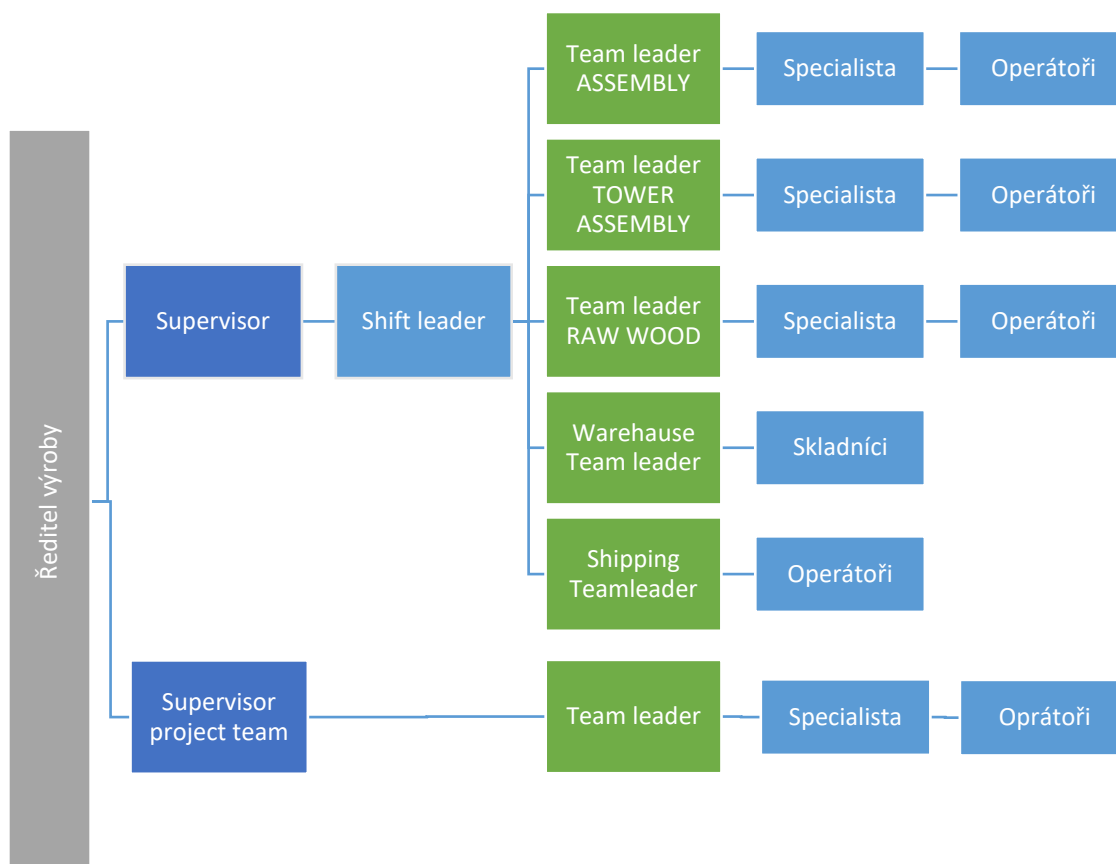 Team leader
ASSEMBLY
Specialista
Operátoři
Team leader
TOWER
ASSEMBLY
Specialista
Operátoři
Ředitel výroby
Supervisor
Shift leader
Team leader
RAW WOOD
Specialista
Operátoři
Warehause
Team leader
Skladníci
Shipping
Teamleader
Operátoři
Supervisor
project team
Team leader
Specialista
Oprátoři